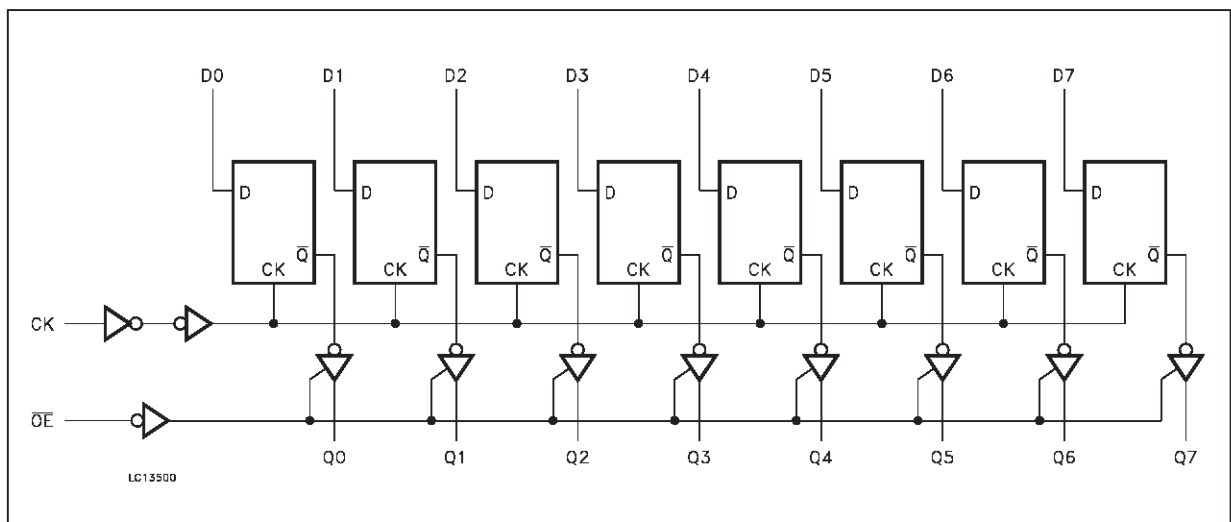 D0 D1 D2 D3 D4 D5 D6 D7
D D D D D D D D
Q̅ Q̅ Q̅ Q̅ Q̅ Q̅ Q̅ Q̅
CK CK CK CK CK CK CK CK
CK
O̅E̅
Q0 Q1 Q2 Q3 Q4 Q5 Q6 Q7
LC13500